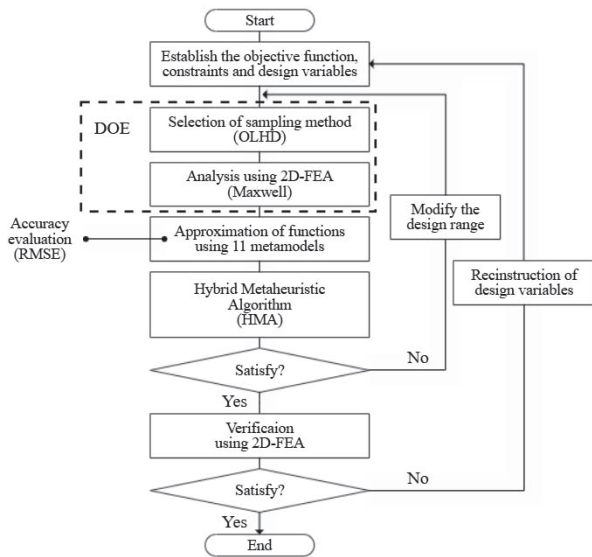 Start
Establish the objective function,
constraints and design variables
DOE
Selection of sampling method
(OLHD)
Analysis using 2D-FEA
(Maxwell)
Accuracy
evaluation
(RMSE)
Approximation of functions
using 11 metamodels
Modify the
design range
Recinstruction of
design variables
Hybrid Metaheuristic
Algorithm
(HMA)
Satisfy?
No
Yes
Verificaion
using 2D-FEA
Satisfy?
No
Yes
End